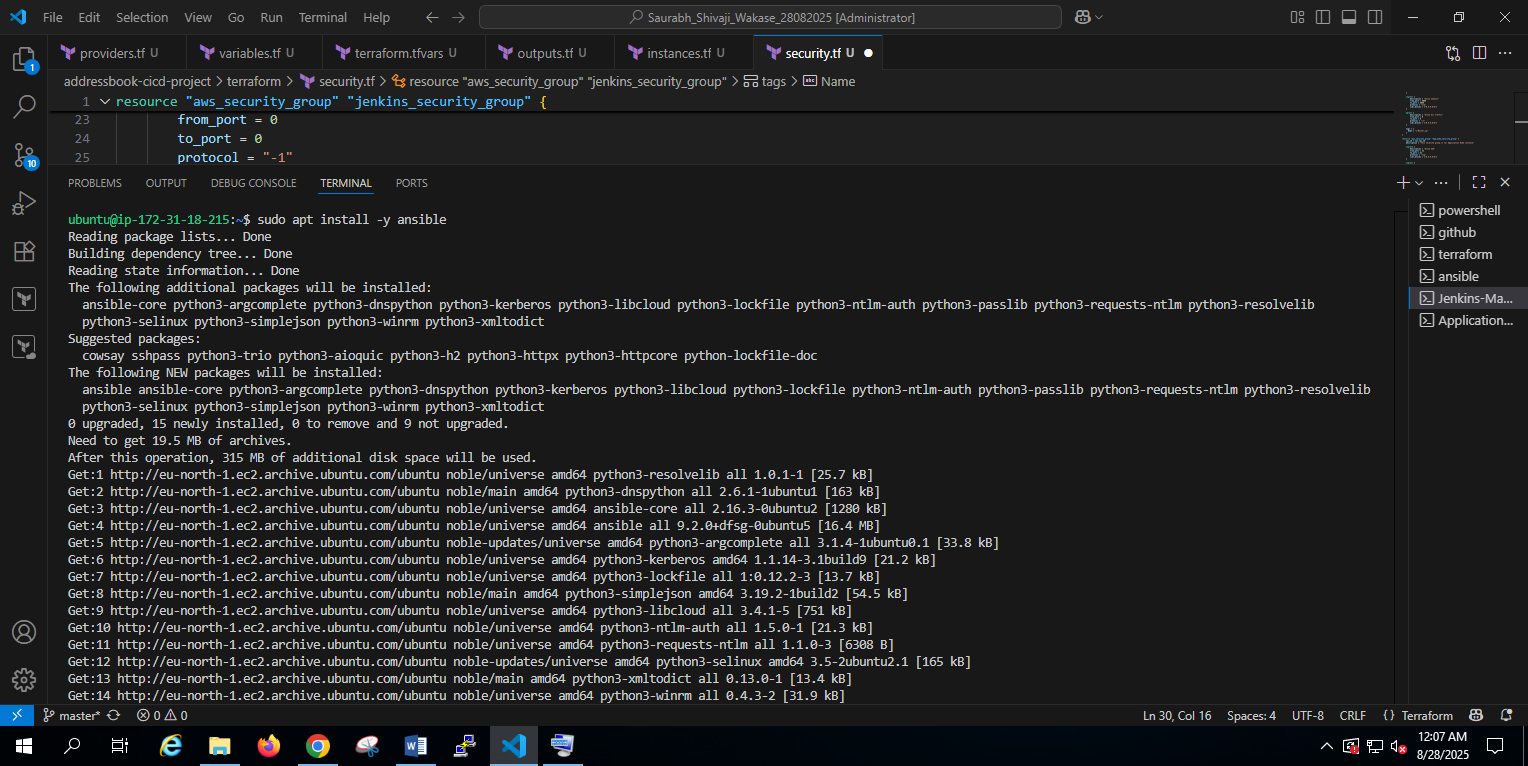 File Edit Selection View Go Run Terminal Help
Saurabh_Shivaji_Wakase_28082025 [Administrator]
providers.tf U
variables.tf U
terraform.tfvars U
outputs.tf U
instances.tf U
security.tf U
addressbook-cicd-project > terraform > security.tf > resource "aws_security_group" "jenkins_security_group" > tags > Name
1 resource "aws_security_group" "jenkins_security_group" {
23 from_port = 0
24 to_port = 0
25 protocol = "-1"
1
10
PROBLEMS OUTPUT DEBUG CONSOLE TERMINAL PORTS
ubuntu@ip-172-31-18-215:~$ sudo apt install -y ansible
Reading package lists... Done
Building dependency tree... Done
Reading state information... Done
The following additional packages will be installed:
ansible-core python3-argcomplete python3-dnspython python3-kerberos python3-libcloud python3-lockfile python3-ntlm-auth python3-passlib python3-requests-ntlm python3-resolvelib
python3-selinux python3-simplejson python3-winrm python3-xmltodict
Suggested packages:
cowsay sshpass python3-trio python3-aioquic python3-h2 python3-httpx python3-httpcore python-lockfile-doc
The following NEW packages will be installed:
ansible ansible-core python3-argcomplete python3-dnspython python3-kerberos python3-libcloud python3-lockfile python3-ntlm-auth python3-passlib python3-requests-ntlm python3-resolvelib
python3-selinux python3-simplejson python3-winrm python3-xmltodict
0 upgraded, 15 newly installed, 0 to remove and 9 not upgraded.
Need to get 19.5 MB of archives.
After this operation, 315 MB of additional disk space will be used.
Get:1 http://eu-north-1.ec2.archive.ubuntu.com/ubuntu noble/universe amd64 python3-resolvelib all 1.0.1-1 [25.7 kB]
Get:2 http://eu-north-1.ec2.archive.ubuntu.com/ubuntu noble/main amd64 python3-dnspython all 2.6.1-1ubuntu1 [163 kB]
Get:3 http://eu-north-1.ec2.archive.ubuntu.com/ubuntu noble/universe amd64 ansible-core all 2.16.3-0ubuntu2 [1280 kB]
Get:4 http://eu-north-1.ec2.archive.ubuntu.com/ubuntu noble/universe amd64 ansible all 9.2.0+dfsg-0ubuntu5 [16.4 MB]
Get:5 http://eu-north-1.ec2.archive.ubuntu.com/ubuntu noble-updates/universe amd64 python3-argcomplete all 3.1.4-1ubuntu0.1 [33.8 kB]
Get:6 http://eu-north-1.ec2.archive.ubuntu.com/ubuntu noble/universe amd64 python3-kerberos amd64 1.1.14-3.1build9 [21.2 kB]
Get:7 http://eu-north-1.ec2.archive.ubuntu.com/ubuntu noble/universe amd64 python3-lockfile all 1:0.12.2-3 [13.7 kB]
Get:8 http://eu-north-1.ec2.archive.ubuntu.com/ubuntu noble/main amd64 python3-simplejson amd64 3.19.2-1build2 [54.5 kB]
Get:9 http://eu-north-1.ec2.archive.ubuntu.com/ubuntu noble/universe amd64 python3-libcloud all 3.4.1-5 [751 kB]
Get:10 http://eu-north-1.ec2.archive.ubuntu.com/ubuntu noble/universe amd64 python3-ntlm-auth all 1.5.0-1 [21.3 kB]
Get:11 http://eu-north-1.ec2.archive.ubuntu.com/ubuntu noble/universe amd64 python3-requests-ntlm all 1.1.0-3 [6308 B]
Get:12 http://eu-north-1.ec2.archive.ubuntu.com/ubuntu noble-updates/universe amd64 python3-selinux amd64 3.5-2ubuntu2.1 [165 kB]
Get:13 http://eu-north-1.ec2.archive.ubuntu.com/ubuntu noble/main amd64 python3-xmltodict all 0.13.0-1 [13.4 kB]
Get:14 http://eu-north-1.ec2.archive.ubuntu.com/ubuntu noble/universe amd64 python3-winrm all 0.4.3-2 [31.9 kB]
powershell
github
terraform
ansible
Jenkins-Ma...
Application...
master* 0 0
Ln 30, Col 16 Spaces: 4 UTF-8 CRLF {} Terraform
12:07 AM
8/28/2025